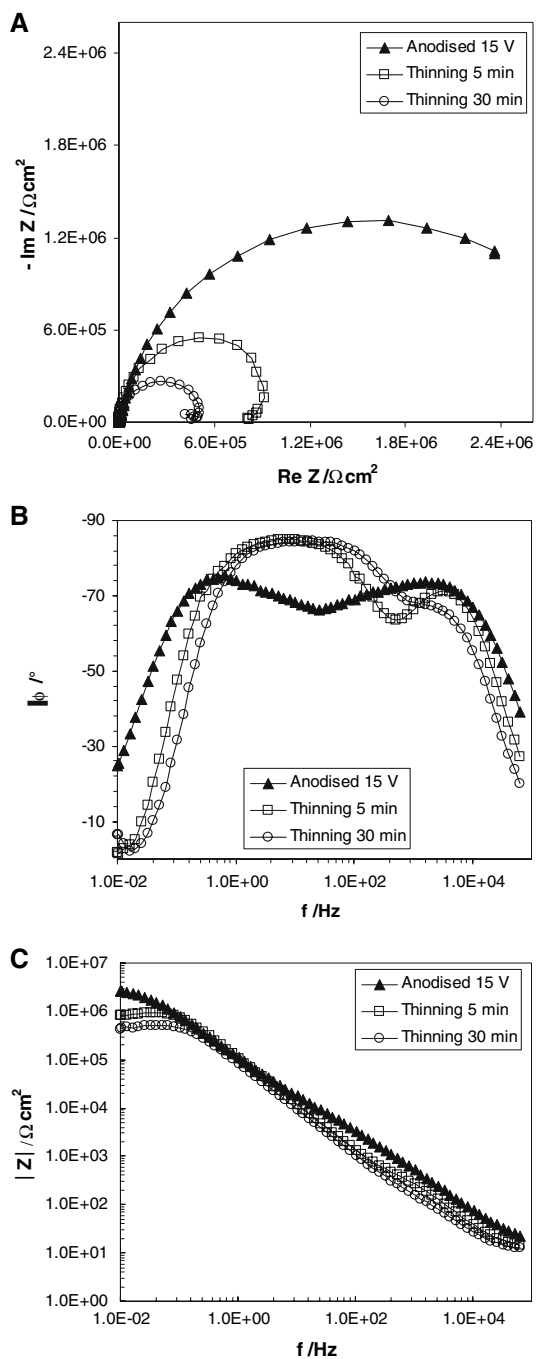 A
2.4E+06
1.8E+06
1.2E+06
6.0E+05
0.0E+00
- Im Z /Ωcm²
Anodised 15 V
Thinning 5 min
Thinning 30 min
0.0E+00 6.0E+05 1.2E+06 1.8E+06 2.4E+06
Re Z /Ωcm²
B
-90
-70
-50
-30
-10
ϕ /°
Anodised 15 V
Thinning 5 min
Thinning 30 min
1.0E-02 1.0E+00 1.0E+02 1.0E+04
f /Hz
C
1.0E+07
1.0E+06
1.0E+05
1.0E+04
1.0E+03
1.0E+02
1.0E+01
1.0E+00
| Z | / Ω cm²
Anodised 15 V
Thinning 5 min
Thinning 30 min
1.0E-02 1.0E+00 1.0E+02 1.0E+04
f /Hz